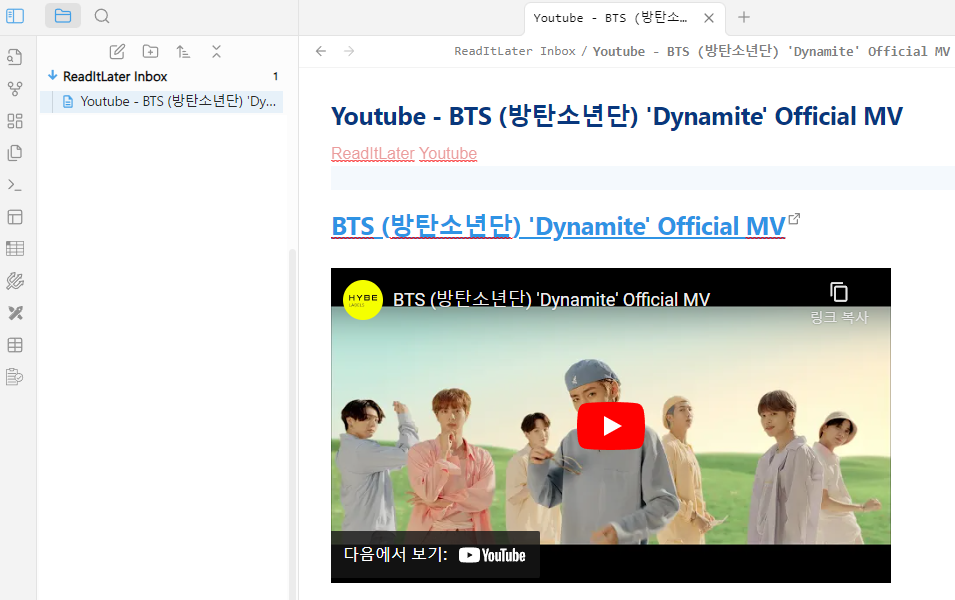 Youtube - BTS (방탄소…
ReadItLater Inbox / Youtube - BTS (방탄소년단) 'Dynamite' Official MV
ReadItLater Inbox 1
Youtube - BTS (방탄소년단) 'Dy...
Youtube - BTS (방탄소년단) 'Dynamite' Official MV
ReadItLater Youtube
BTS (방탄소년단) 'Dynamite' Official MV
HYBE
LABELS
BTS (방탄소년단) 'Dynamite' Official MV
링크 복사
다음에서 보기: YouTube